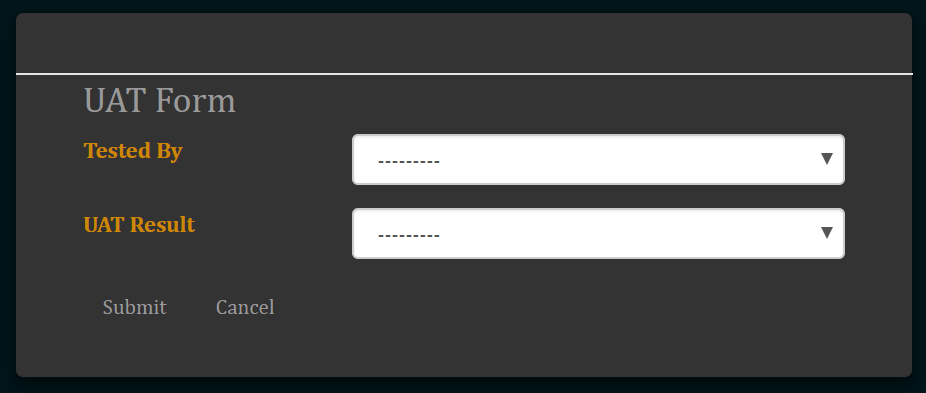 UAT Form
Tested By
---------
UAT Result
---------
Submit Cancel